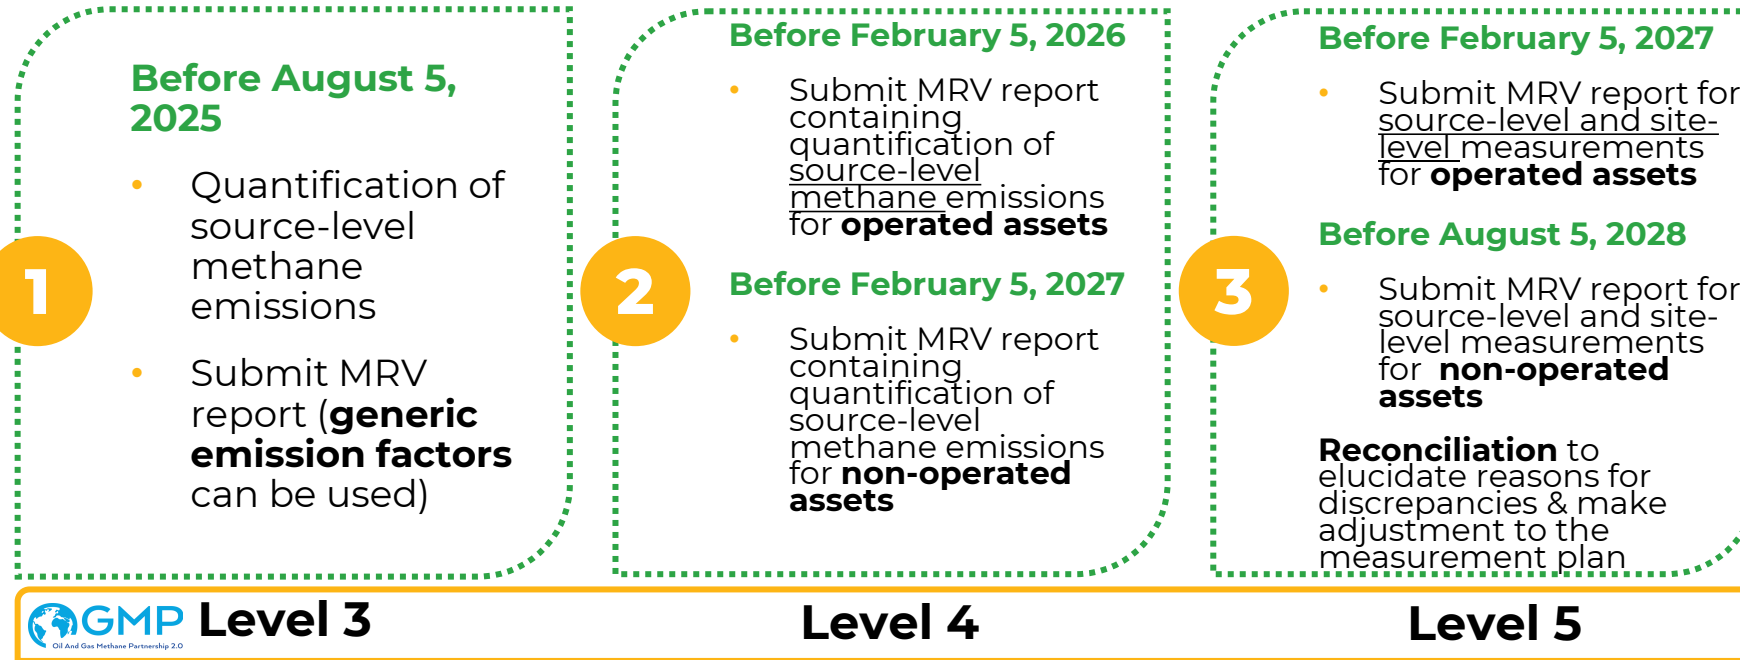 Before August 5,
2025
• Quantification of
source-level
methane
emissions
• Submit MRV
report (generic
emission factors
can be used)
1
Before February 5, 2026
• Submit MRV report
containing
quantification of
source-level
methane emissions
for operated assets
Before February 5, 2027
• Submit MRV report
containing
quantification of
source-level
methane emissions
for non-operated
assets
2
Before February 5, 2027
• Submit MRV report for
source-level and site-
level measurements
for operated assets
Before August 5, 2028
• Submit MRV report for
source-level and site-
level measurements
for non-operated
assets
Reconciliation to
elucidate reasons for
discrepancies & make
adjustment to the
measurement plan
3
OGMP
Oil And Gas Methane Partnership 2.0
Level 3
Level 4
Level 5